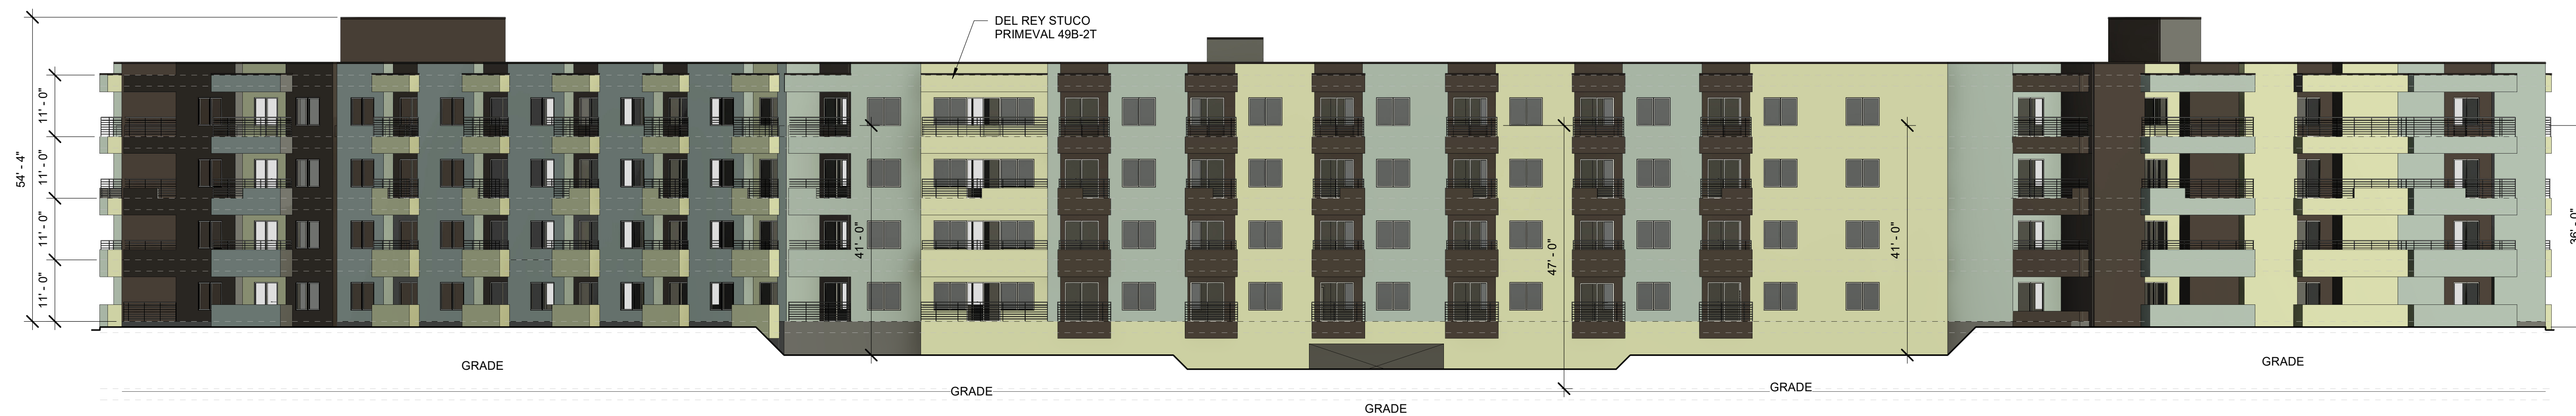 DEL REY STUCO
PRIMEVAL 49B-2T
54' - 4"
11' - 0"
11' - 0"
11' - 0"
11' - 0"
41' - 0"
47' - 0"
41' - 0"
36' - 0"
GRADE
GRADE
GRADE
GRADE
GRADE